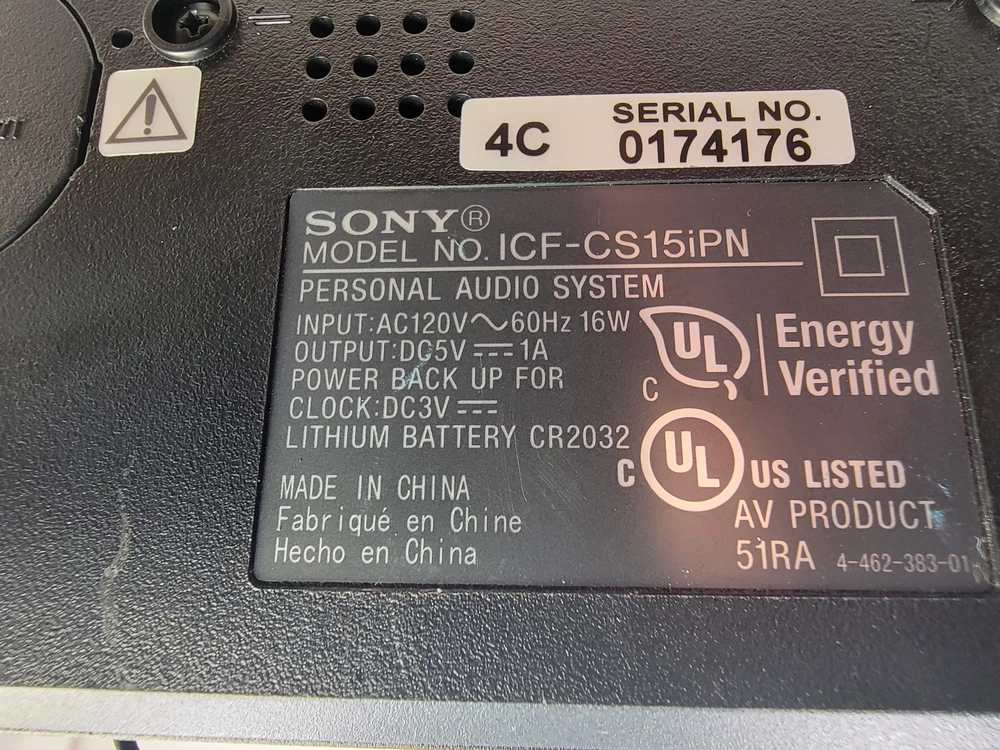 4C
SERIAL NO.
0174176
SONY®
MODEL NO. ICF-CS15iPN
PERSONAL AUDIO SYSTEM
INPUT:AC120V～60Hz 16W
OUTPUT:DC5V⎓1A
POWER BACK UP FOR
CLOCK:DC3V⎓
LITHIUM BATTERY CR2032
MADE IN CHINA
Fabriqué en Chine
Hecho en China
C UL
Energy
Verified
C UL US LISTED
AV PRODUCT
51RA 4-462-383-01